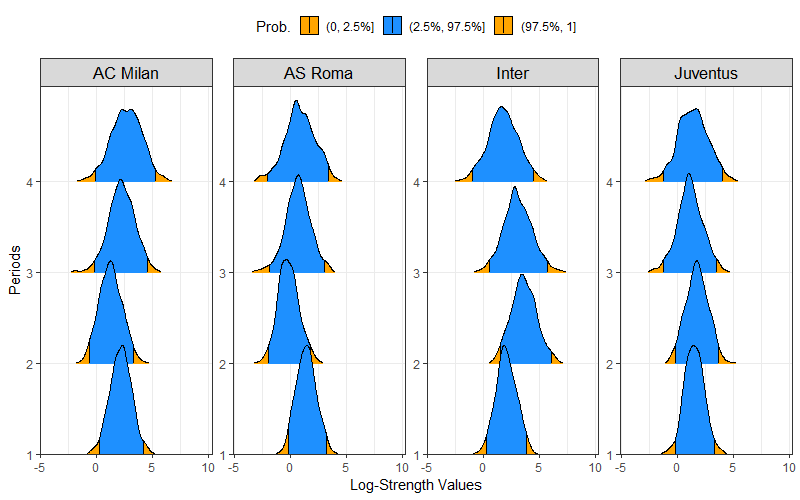 Prob. (0, 2.5%] (2.5%, 97.5%] (97.5%, 1]
AC Milan AS Roma Inter Juventus
Periods
4 4 4 4
3 3 3 3
2 2 2 2
1 1 1 1
-5 0 5 10 -5 0 5 10 -5 0 5 10 -5 0 5 10
Log-Strength Values